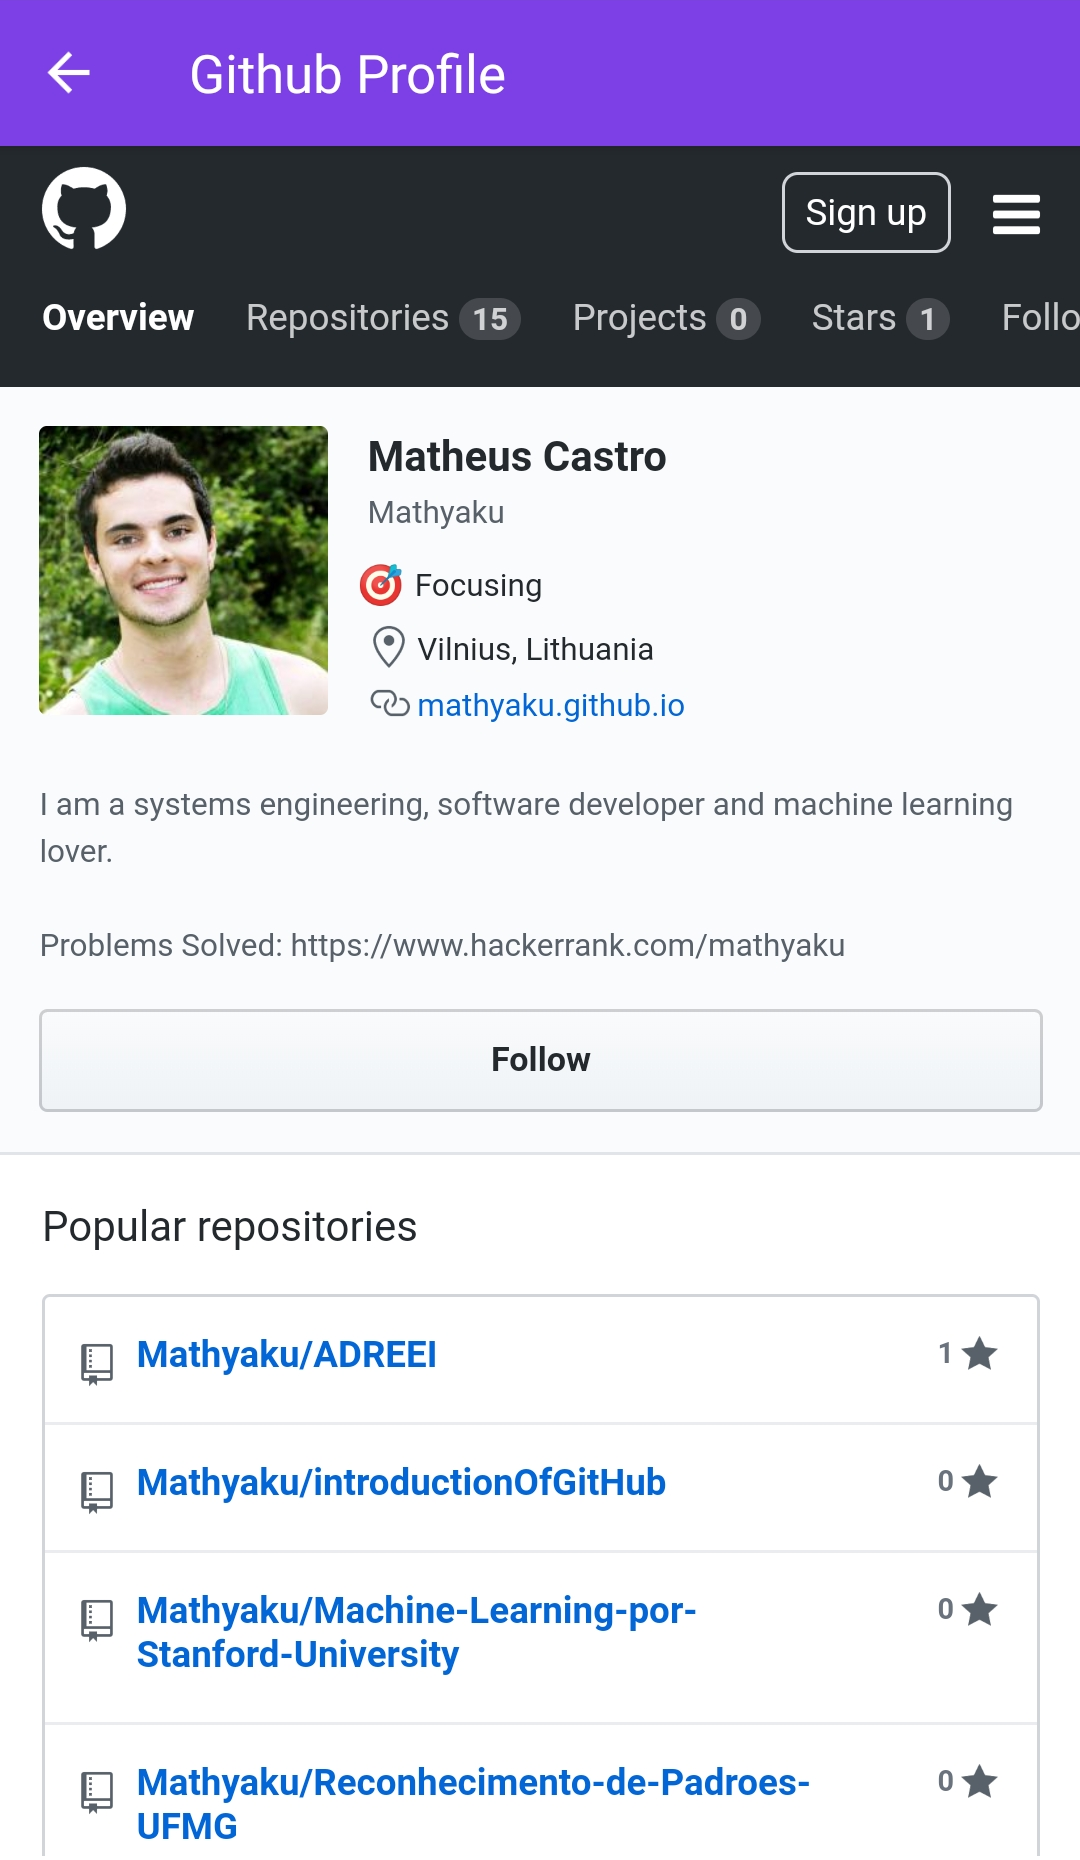 Github Profile
Sign up
Overview Repositories 15 Projects 0 Stars 1 Follo
Matheus Castro
Mathyaku
Focusing
Vilnius, Lithuania
mathyaku.github.io
I am a systems engineering, software developer and machine learning
lover.
Problems Solved: https://www.hackerrank.com/mathyaku
Follow
Popular repositories
Mathyaku/ADREEI 1
Mathyaku/introductionOfGitHub 0
Mathyaku/Machine-Learning-por- 0
Stanford-University
Mathyaku/Reconhecimento-de-Padroes- 0
UFMG